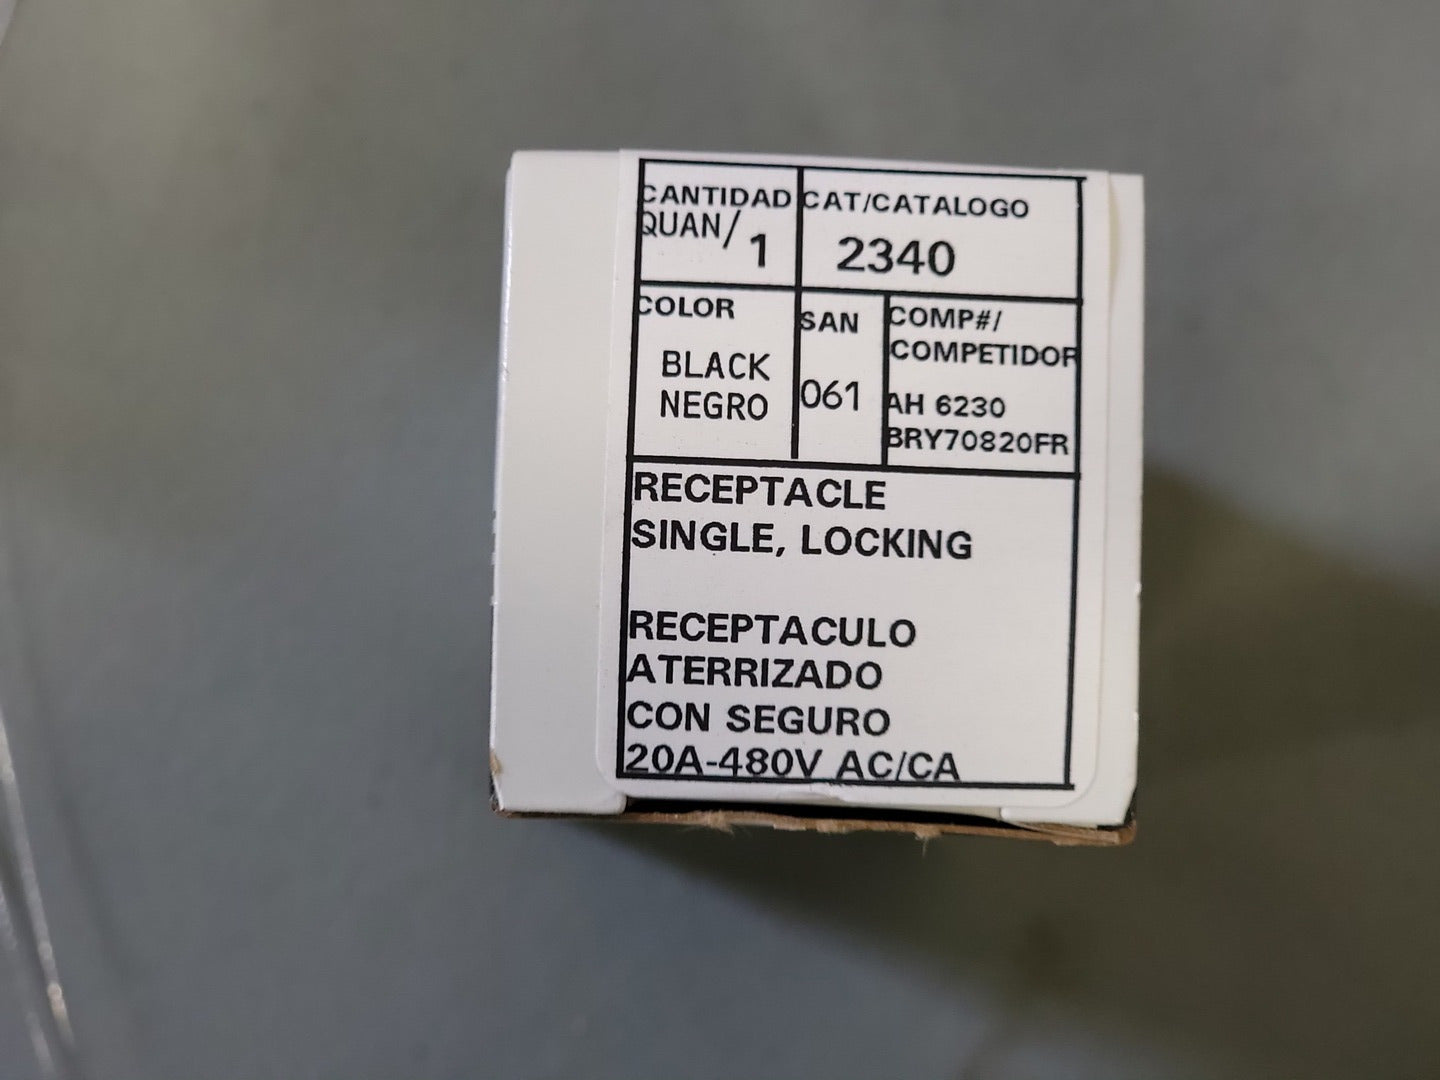 CANTIDAD
QUAN/ 1
CAT/CATALOGO
2340
COLOR
BLACK
NEGRO
SAN
061
COMP#/
COMPETIDOR
AH 6230
BRY70820FR
RECEPTACLE
SINGLE, LOCKING
RECEPTACULO
ATERRIZADO
CON SEGURO
20A-480V AC/CA